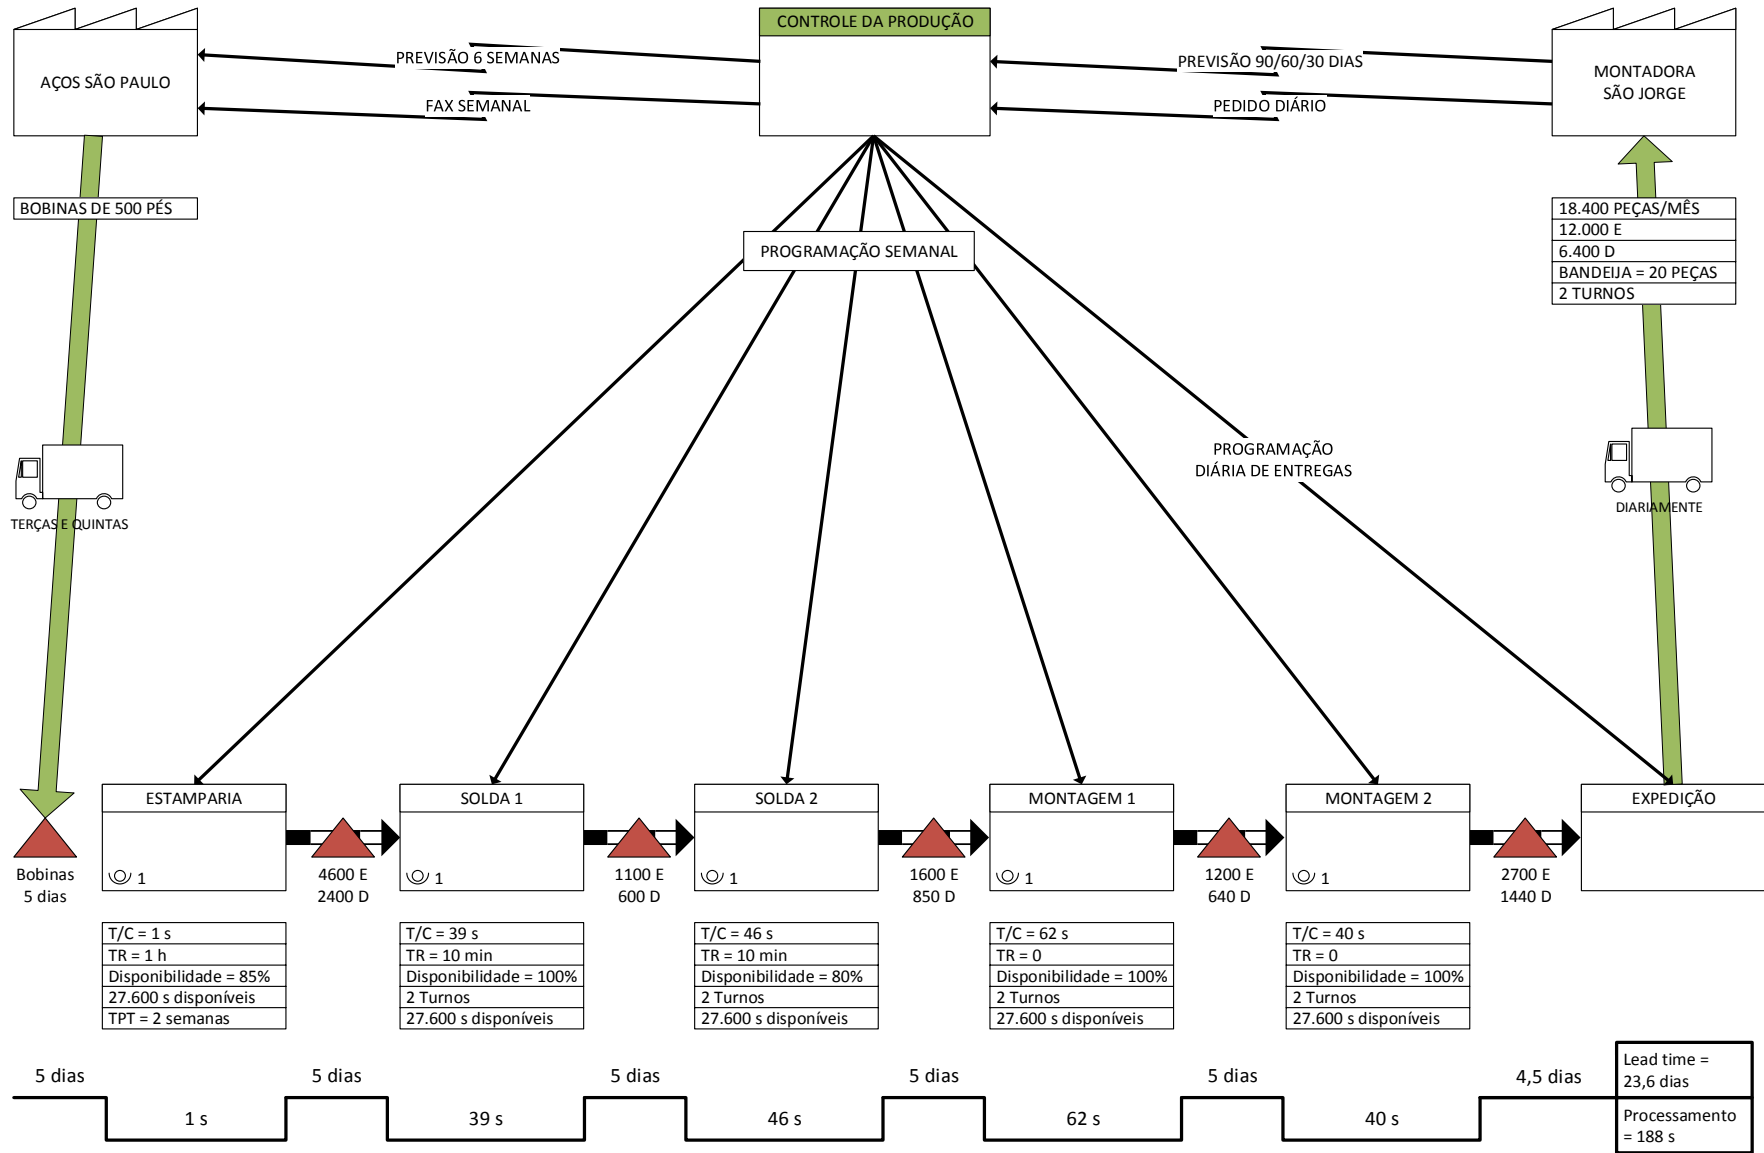 CONTROLE DA PRODUÇÃO
AÇOS SÃO PAULO
PREVISÃO 6 SEMANAS
FAX SEMANAL
PREVISÃO 90/60/30 DIAS
PEDIDO DIÁRIO
MONTADORA
SÃO JORGE
BOBINAS DE 500 PÉS
18.400 PEÇAS/MÊS
12.000 E
6.400 D
BANDEIJA = 20 PEÇAS
2 TURNOS
PROGRAMAÇÃO SEMANAL
PROGRAMAÇÃO
DIÁRIA DE ENTREGAS
TERÇAS E QUINTAS
DIARIAMENTE
Bobinas
5 dias
ESTAMPARIA
1
4600 E
2400 D
SOLDA 1
1
1100 E
600 D
SOLDA 2
1
1600 E
850 D
MONTAGEM 1
1
1200 E
640 D
MONTAGEM 2
1
2700 E
1440 D
EXPEDIÇÃO
T/C = 1 s
TR = 1 h
Disponibilidade = 85%
27.600 s disponíveis
TPT = 2 semanas
T/C = 39 s
TR = 10 min
Disponibilidade = 100%
2 Turnos
27.600 s disponíveis
T/C = 46 s
TR = 10 min
Disponibilidade = 80%
2 Turnos
27.600 s disponíveis
T/C = 62 s
TR = 0
Disponibilidade = 100%
2 Turnos
27.600 s disponíveis
T/C = 40 s
TR = 0
Disponibilidade = 100%
2 Turnos
27.600 s disponíveis
5 dias
1 s
5 dias
39 s
5 dias
46 s
5 dias
62 s
5 dias
40 s
4,5 dias
Lead time =
23,6 dias
Processamento
= 188 s